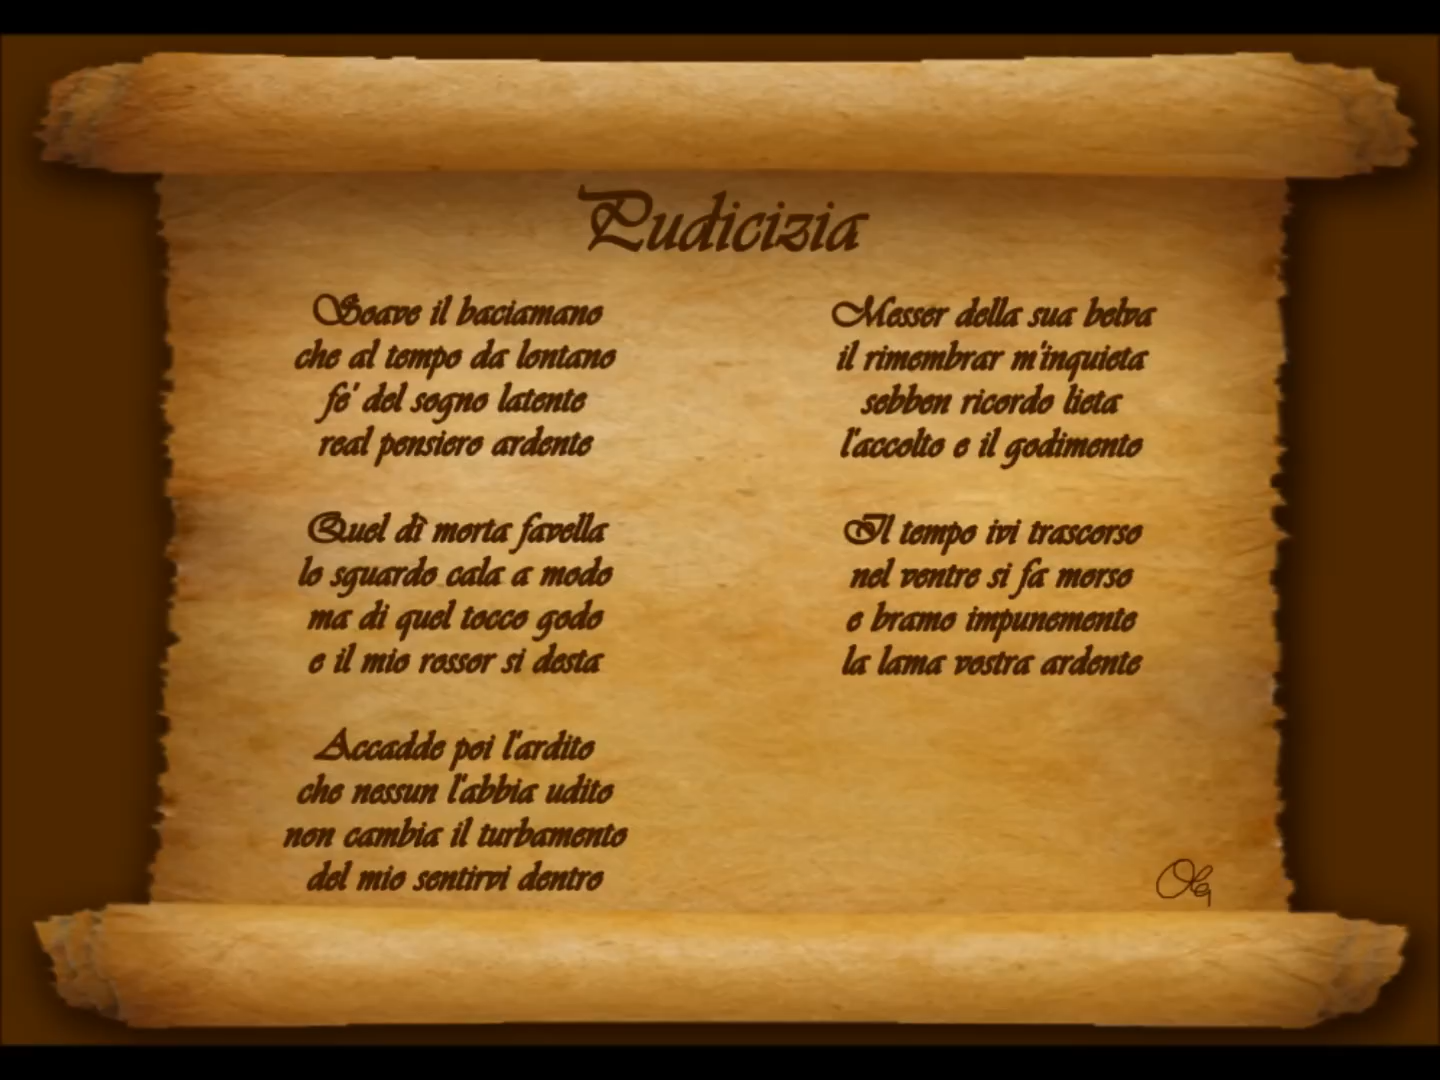 Pudicizia
Soave il baciamano
che al tempo da lontano
fe' del sogno latente
real pensiero ardente
Quel dì morta favella
lo sguardo cala a modo
ma di quel tocco godo
e il mio rossor si desta
Accadde poi l'ardito
che nessun l'abbia udito
non cambia il turbamento
del mio sentirvi dentro
Messer della sua belva
il rimembrar m'inquieta
sebben ricordo lieta
l'accolto e il godimento
Il tempo ivi trascorso
nel ventre si fa morso
e bramo impunemente
la lama vostra ardente